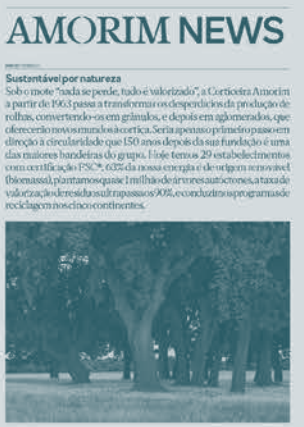 AMORIM NEWS
Sustentável por natureza
Sob o mote "nada se perde, tudo é valorizado", a Corticeira Amorim
a partir de 1963 passa a transformar os desperdícios da produção de
rolhas, convertendo-os em grânulos, e depois em aglomerados, que
oferecerão novos mundos à cortiça. Seria apenas o primeiro passo em
direção à circularidade que 150 anos depois da sua fundação é uma
das maiores bandeiras do grupo. Hoje temos 29 estabelecimentos
com certificação FSC®, 63% da nossa energia é de origem renovável
(biomassa), plantamos quase 1 milhão de árvores autóctones, a taxa de
valorização de resíduos ultrapassa os 90%, e conduzimos programas de
reciclagem nos cinco continentes.